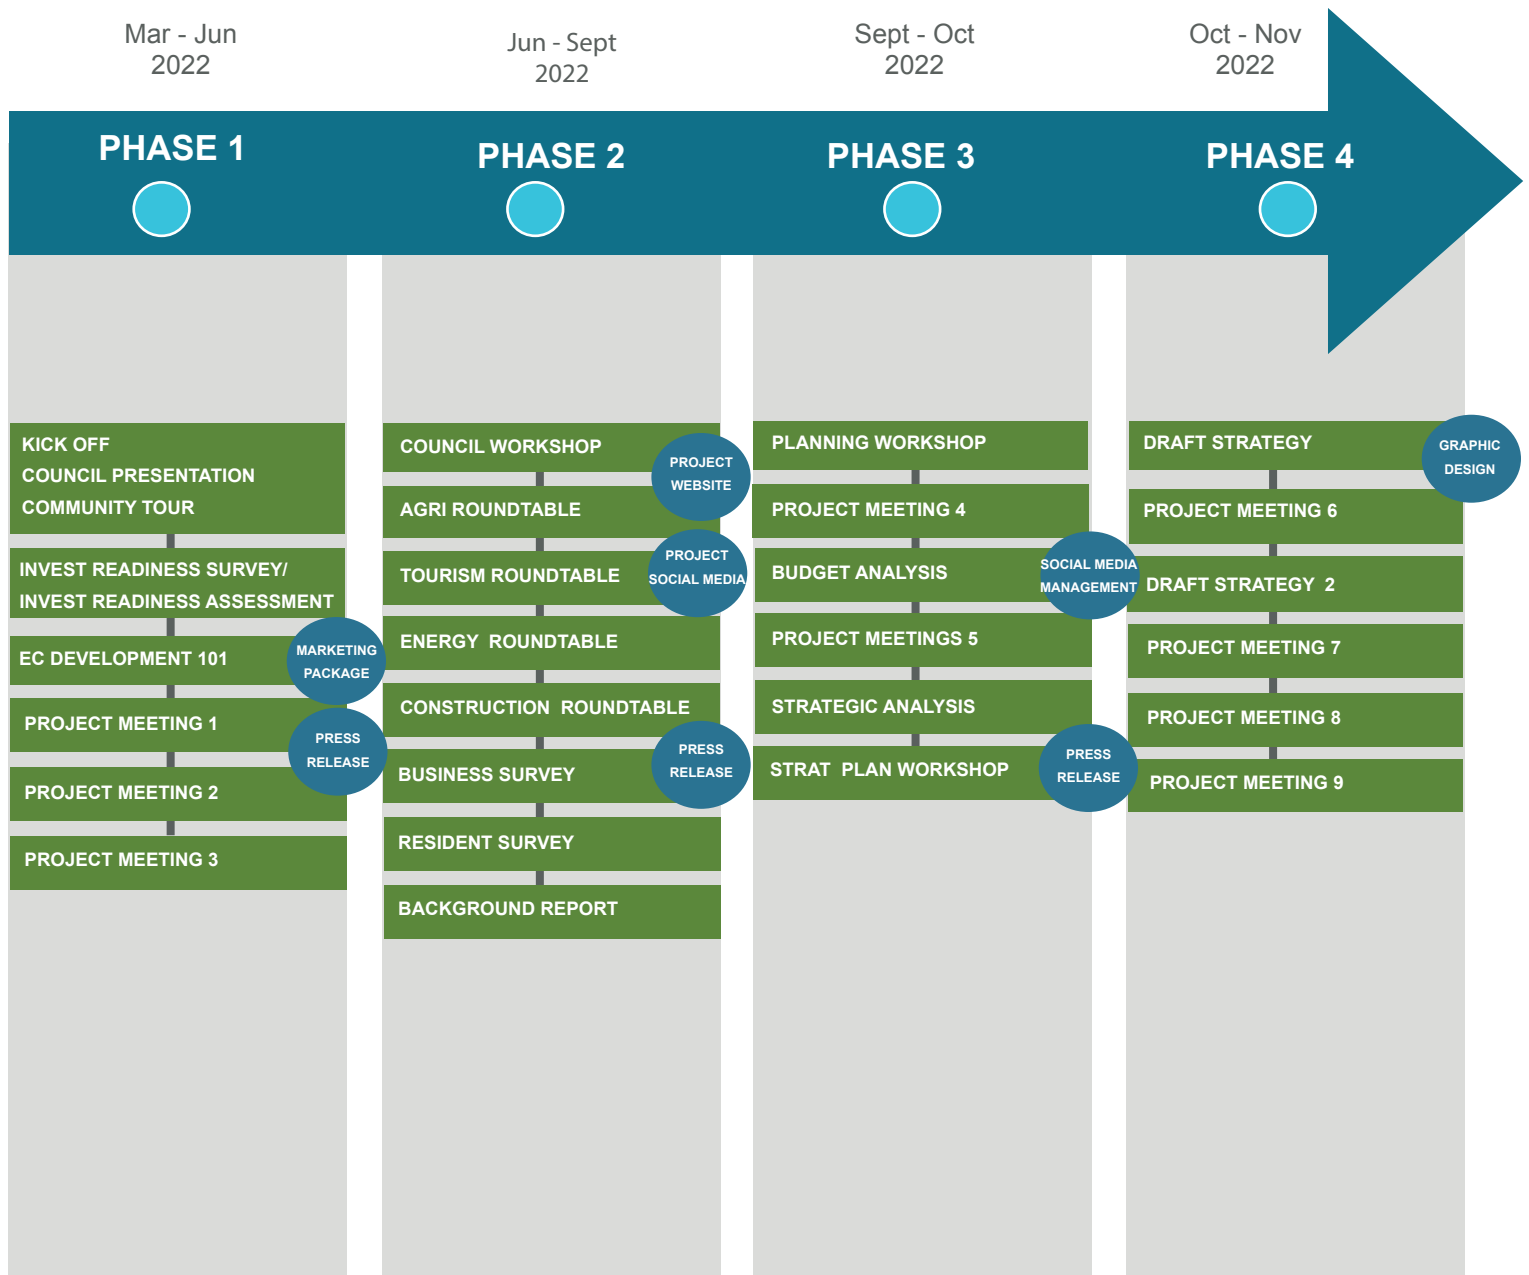 Mar - Jun
2022
Jun - Sept
2022
Sept - Oct
2022
Oct - Nov
2022
PHASE 1
PHASE 2
PHASE 3
PHASE 4
KICK OFF
COUNCIL PRESENTATION
COMMUNITY TOUR
INVEST READINESS SURVEY/
INVEST READINESS ASSESSMENT
EC DEVELOPMENT 101
MARKETING
PACKAGE
PROJECT MEETING 1
PRESS
RELEASE
PROJECT MEETING 2
PROJECT MEETING 3
COUNCIL WORKSHOP
PROJECT
WEBSITE
AGRI ROUNDTABLE
TOURISM ROUNDTABLE
PROJECT
SOCIAL MEDIA
ENERGY ROUNDTABLE
CONSTRUCTION ROUNDTABLE
BUSINESS SURVEY
PRESS
RELEASE
RESIDENT SURVEY
BACKGROUND REPORT
PLANNING WORKSHOP
PROJECT MEETING 4
BUDGET ANALYSIS
SOCIAL MEDIA
MANAGEMENT
PROJECT MEETINGS 5
STRATEGIC ANALYSIS
STRAT PLAN WORKSHOP
PRESS
RELEASE
DRAFT STRATEGY
GRAPHIC
DESIGN
PROJECT MEETING 6
DRAFT STRATEGY 2
PROJECT MEETING 7
PROJECT MEETING 8
PROJECT MEETING 9